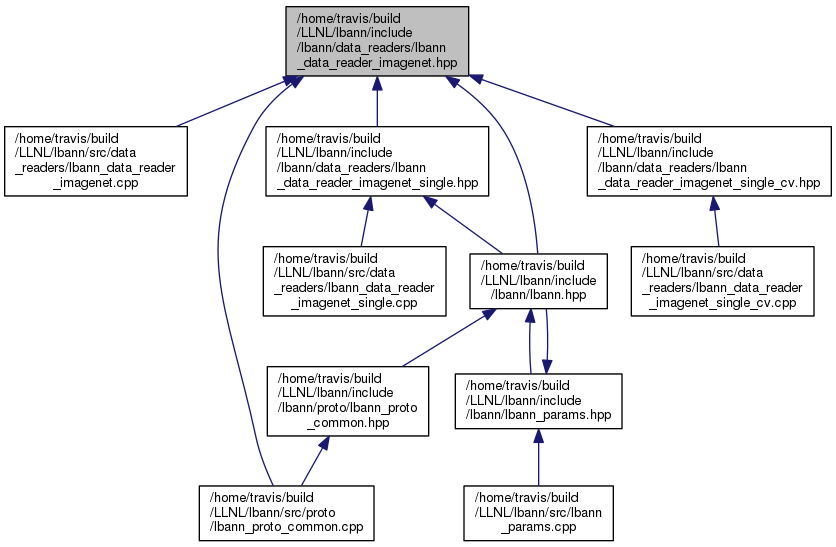 /home/travis/build
/LLNL/lbann/include
/lbann/data_readers/lbann
_data_reader_imagenet.hpp
/home/travis/build
/LLNL/lbann/src/data
_readers/lbann_data_reader
_imagenet.cpp
/home/travis/build
/LLNL/lbann/include
/lbann/data_readers/lbann
_data_reader_imagenet_single.hpp
/home/travis/build
/LLNL/lbann/include
/lbann/data_readers/lbann
_data_reader_imagenet_single_cv.hpp
/home/travis/build
/LLNL/lbann/src/data
_readers/lbann_data_reader
_imagenet_single.cpp
/home/travis/build
/LLNL/lbann/include
/lbann/lbann.hpp
/home/travis/build
/LLNL/lbann/src/data
_readers/lbann_data_reader
_imagenet_single_cv.cpp
/home/travis/build
/LLNL/lbann/include
/lbann/proto/lbann_proto
_common.hpp
/home/travis/build
/LLNL/lbann/include
/lbann/lbann_params.hpp
/home/travis/build
/LLNL/lbann/src/proto
/lbann_proto_common.cpp
/home/travis/build
/LLNL/lbann/src/lbann
_params.cpp